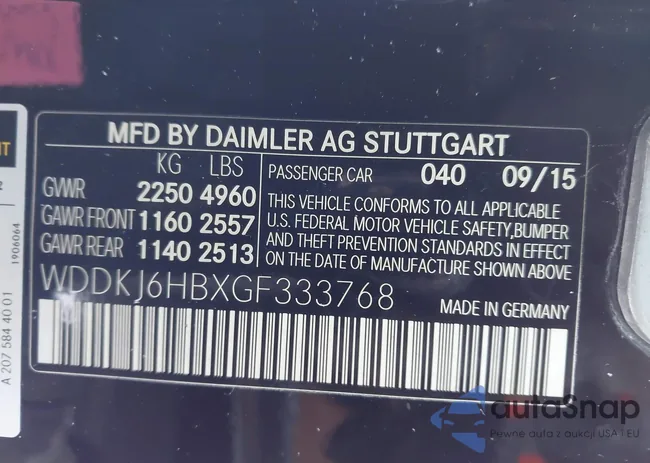 MFD BY DAIMLER AG STUTTGART
KG LBS
GVWR 2250 4960
GAWR FRONT 1160 2557
GAWR REAR 1140 2513
PASSENGER CAR 040 09/15
THIS VEHICLE CONFORMS TO ALL APPLICABLE
U.S. FEDERAL MOTOR VEHICLE SAFETY,BUMPER
AND THEFT PREVENTION STANDARDS IN EFFECT
ON THE DATE OF MANUFACTURE SHOWN ABOVE.
WDDKJ6HBXGF333768
MADE IN GERMANY
1906064
A 207 584 40 01
autoSnap
Pewne auta z aukcji USA i EU